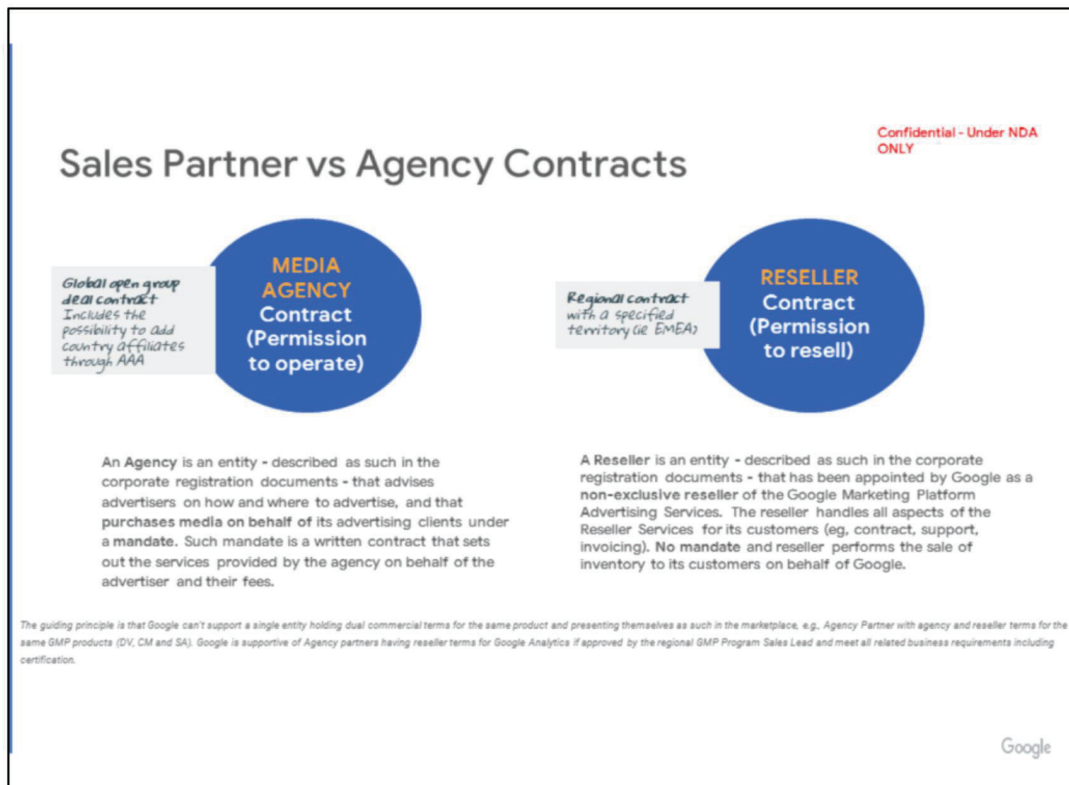 Confidential - Under NDA
ONLY
Sales Partner vs Agency Contracts
Global open group
deal contract
Includes the
possibility to add
country affiliates
through AAA
MEDIA
AGENCY
Contract
(Permission
to operate)
Regional contract
with a specified
territory (ie EMEA)
RESELLER
Contract
(Permission
to resell)
An Agency is an entity - described as such in the
corporate registration documents - that advises
advertisers on how and where to advertise, and that
purchases media on behalf of its advertising clients under
a mandate. Such mandate is a written contract that sets
out the services provided by the agency on behalf of the
advertiser and their fees.
A Reseller is an entity - described as such in the corporate
registration documents - that has been appointed by Google as a
non-exclusive reseller of the Google Marketing Platform
Advertising Services. The reseller handles all aspects of the
Reseller Services for its customers (eg, contract, support,
invoicing). No mandate and reseller performs the sale of
inventory to its customers on behalf of Google.
The guiding principle is that Google can't support a single entity holding dual commercial terms for the same product and presenting themselves as such in the marketplace, e.g., Agency Partner with agency and reseller terms for the
same GMP products (DV, CM and SA). Google is supportive of Agency partners having reseller terms for Google Analytics if approved by the regional GMP Program Sales Lead and meet all related business requirements including
certification.
Google